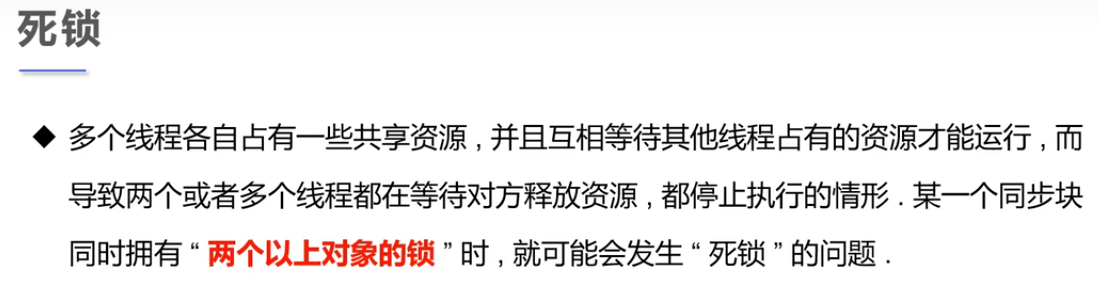 死锁
◆ 多个线程各自占有一些共享资源 , 并且互相等待其他线程占有的资源才能运行 , 而
导致两个或者多个线程都在等待对方释放资源 , 都停止执行的情形 . 某一个同步块
同时拥有 “ 两个以上对象的锁 ” 时 , 就可能会发生 “ 死锁 ” 的问题 .